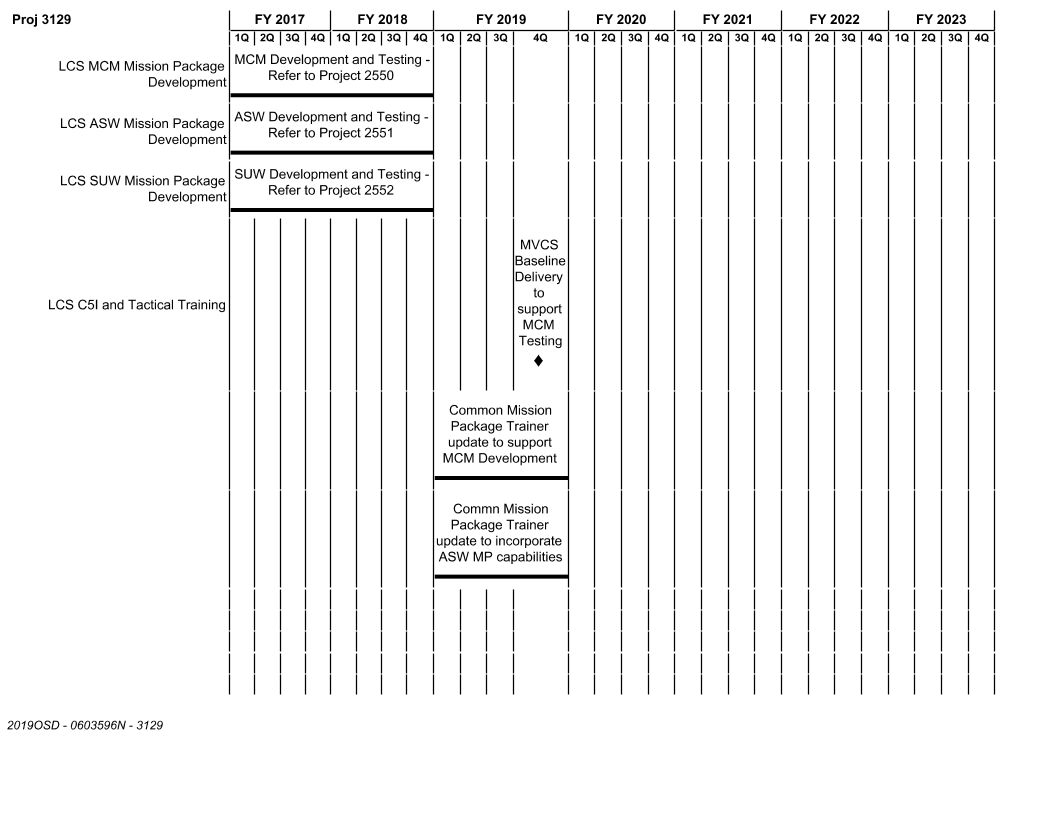 Proj 3129
FY 2017 FY 2018 FY 2019 FY 2020 FY 2021 FY 2022 FY 2023
1Q 2Q 3Q 4Q 1Q 2Q 3Q 4Q 1Q 2Q 3Q 4Q 1Q 2Q 3Q 4Q 1Q 2Q 3Q 4Q 1Q 2Q 3Q 4Q 1Q 2Q 3Q 4Q
LCS MCM Mission Package
Development
MCM Development and Testing -
Refer to Project 2550
LCS ASW Mission Package
Development
ASW Development and Testing -
Refer to Project 2551
LCS SUW Mission Package
Development
SUW Development and Testing -
Refer to Project 2552
LCS C5I and Tactical Training
MVCS
Baseline
Delivery
to
support
MCM
Testing
Common Mission
Package Trainer
update to support
MCM Development
Commn Mission
Package Trainer
update to incorporate
ASW MP capabilities
2019OSD - 0603596N - 3129